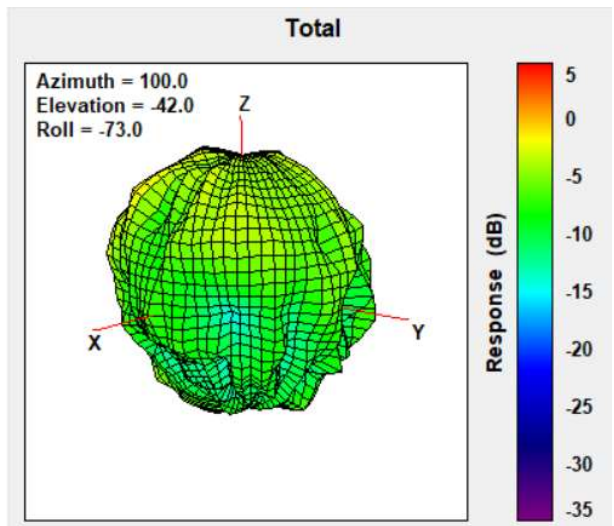 Total
Azimuth = 100.0
Elevation = -42.0
Roll = -73.0
Z
X
Y
Response (dB)
5
0
-5
-10
-15
-20
-25
-30
-35